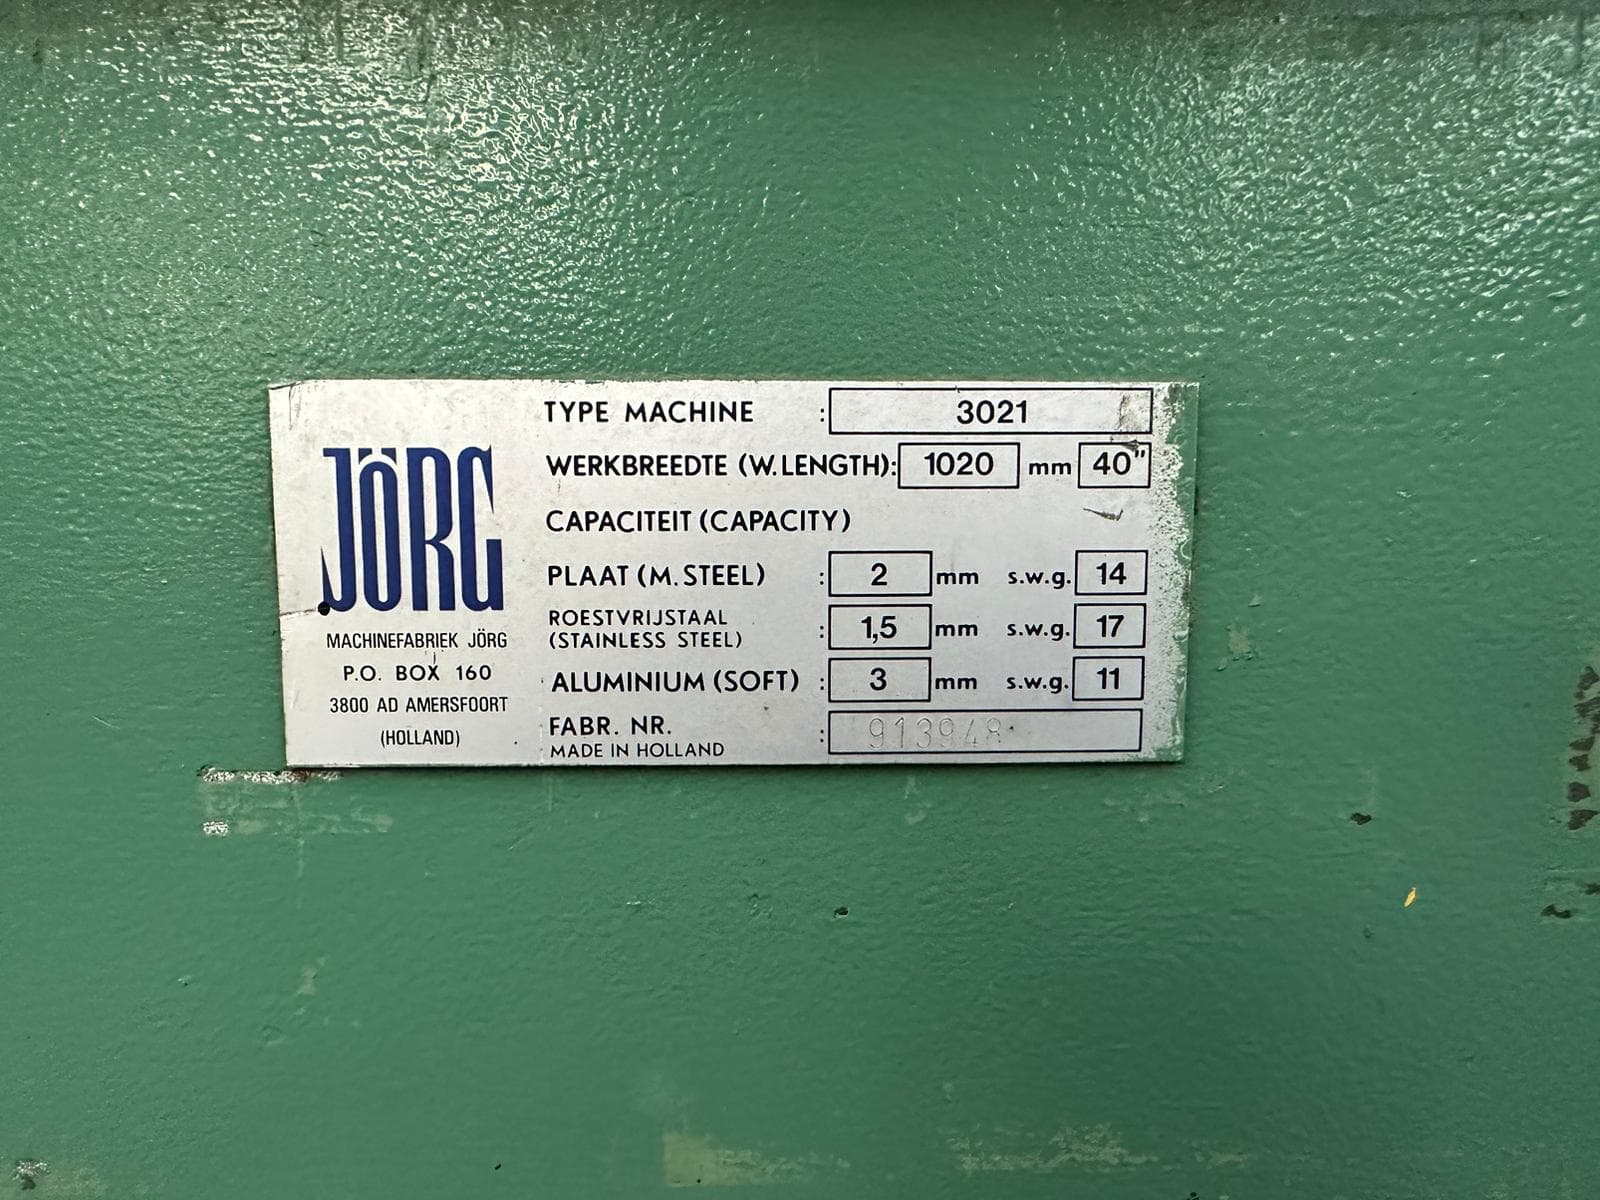 JÖRG
MACHINEFABRIEK JÖRG
P.O. BOX 160
3800 AD AMERSFOORT
(HOLLAND)
TYPE MACHINE : 3021
WERKBREEDTE (W.LENGTH): 1020 mm 40"
CAPACITEIT (CAPACITY)
PLAAT (M. STEEL) : 2 mm s.w.g. 14
ROESTVRIJSTAAL
(STAINLESS STEEL) : 1,5 mm s.w.g. 17
ALUMINIUM (SOFT) : 3 mm s.w.g. 11
FABR. NR. : 913948
MADE IN HOLLAND